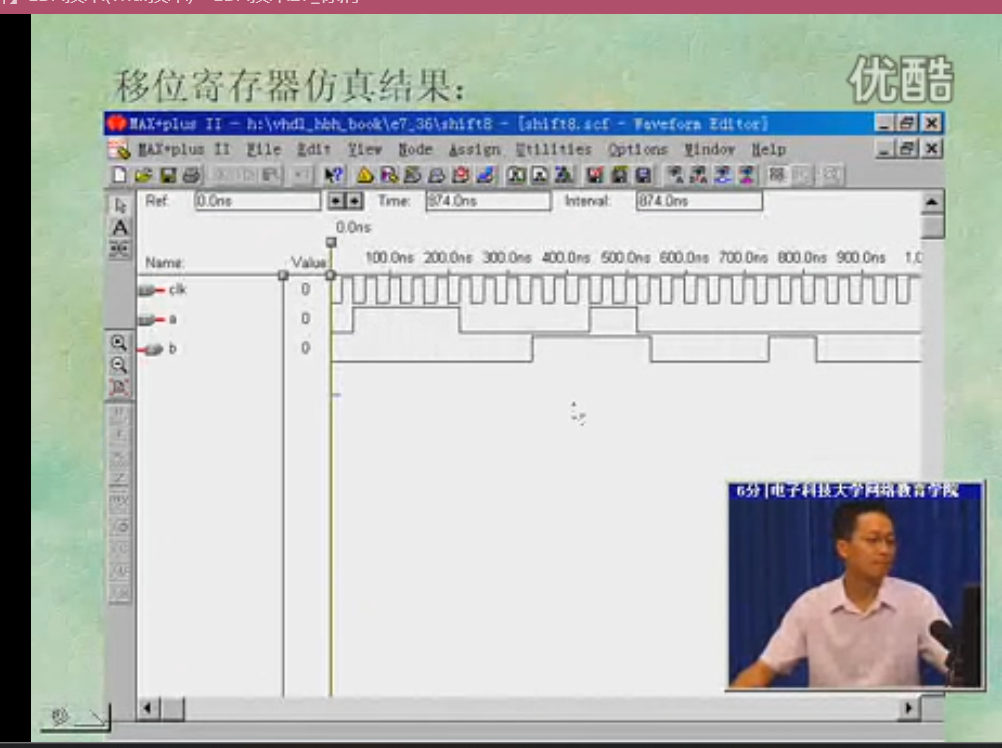 移位寄存器仿真结果：
优酷
MAX+plus II - h:\vhdl_hbh_book\e7_36\shift8 - [shift8.scf - Waveform Editor]
MAX+plus II File Edit View Node Assign Utilities Options Window Help
Ref: 0.0ns Time: 874.0ns Interval: 874.0ns
0.0ns
Name: Value: 100.0ns 200.0ns 300.0ns 400.0ns 500.0ns 600.0ns 700.0ns 800.0ns 900.0ns 1.0
clk 0
a 0
b 0
6分|电子科技大学网络教育学院